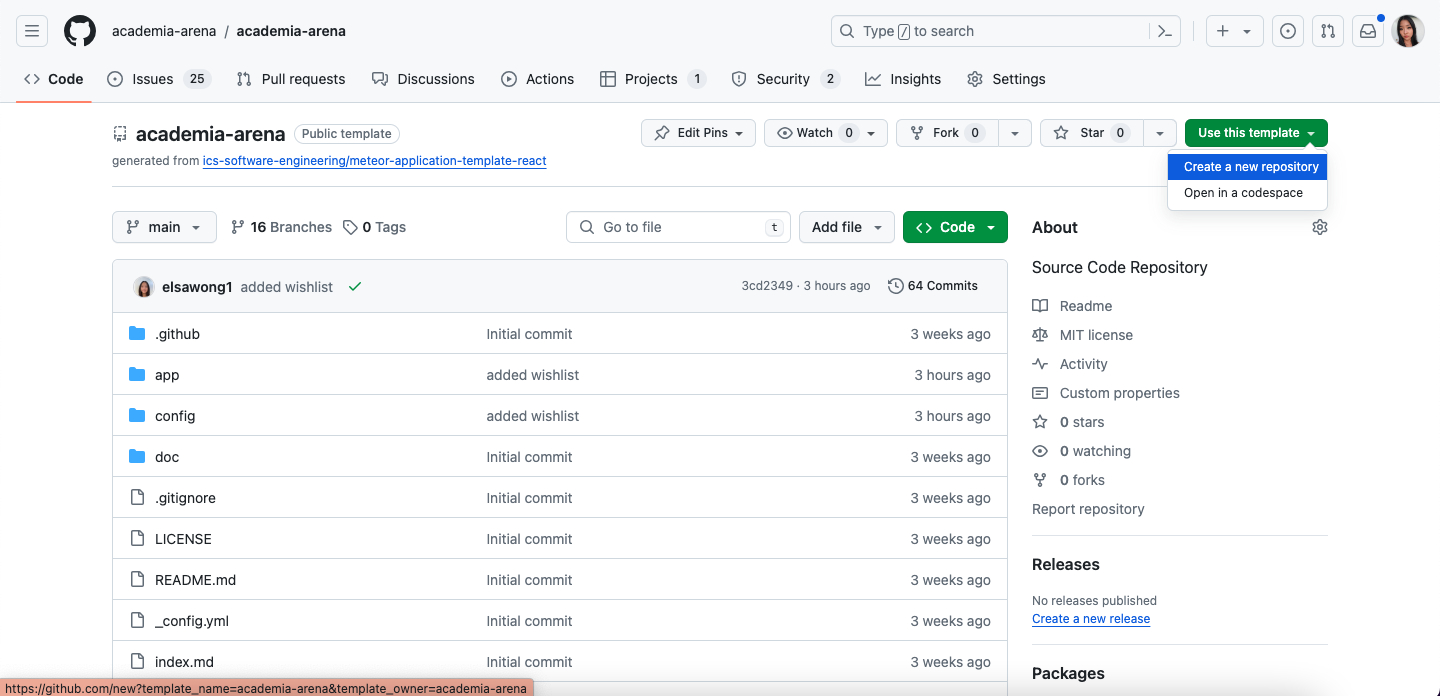 academia-arena / academia-arena
Type / to search
Code
Issues 25
Pull requests
Discussions
Actions
Projects 1
Security 2
Insights
Settings
academia-arena Public template
Edit Pins
Watch 0
Fork 0
Star 0
Use this template
generated from ics-software-engineering/meteor-application-template-react
Create a new repository
Open in a codespace
main
16 Branches
0 Tags
Go to file t
Add file
Code
elsawong1 added wishlist 3cd2349 · 3 hours ago 64 Commits
.github Initial commit 3 weeks ago
app added wishlist 3 hours ago
config added wishlist 3 hours ago
doc Initial commit 3 weeks ago
.gitignore Initial commit 3 weeks ago
LICENSE Initial commit 3 weeks ago
README.md Initial commit 3 weeks ago
_config.yml Initial commit 3 weeks ago
index.md Initial commit 3 weeks ago
About
Source Code Repository
Readme
MIT license
Activity
Custom properties
0 stars
0 watching
0 forks
Report repository
Releases
No releases published
Create a new release
Packages
https://github.com/new?template_name=academia-arena&template_owner=academia-arena